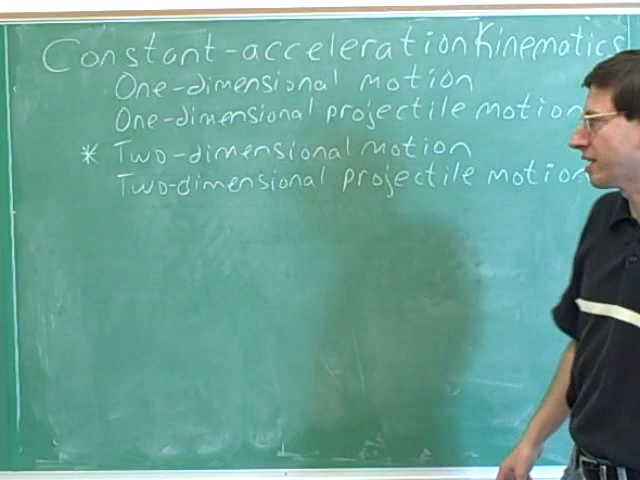 Constant-acceleration Kinematics
One-dimensional motion
One-dimensional projectile motion
* Two-dimensional motion
Two-dimensional projectile motion